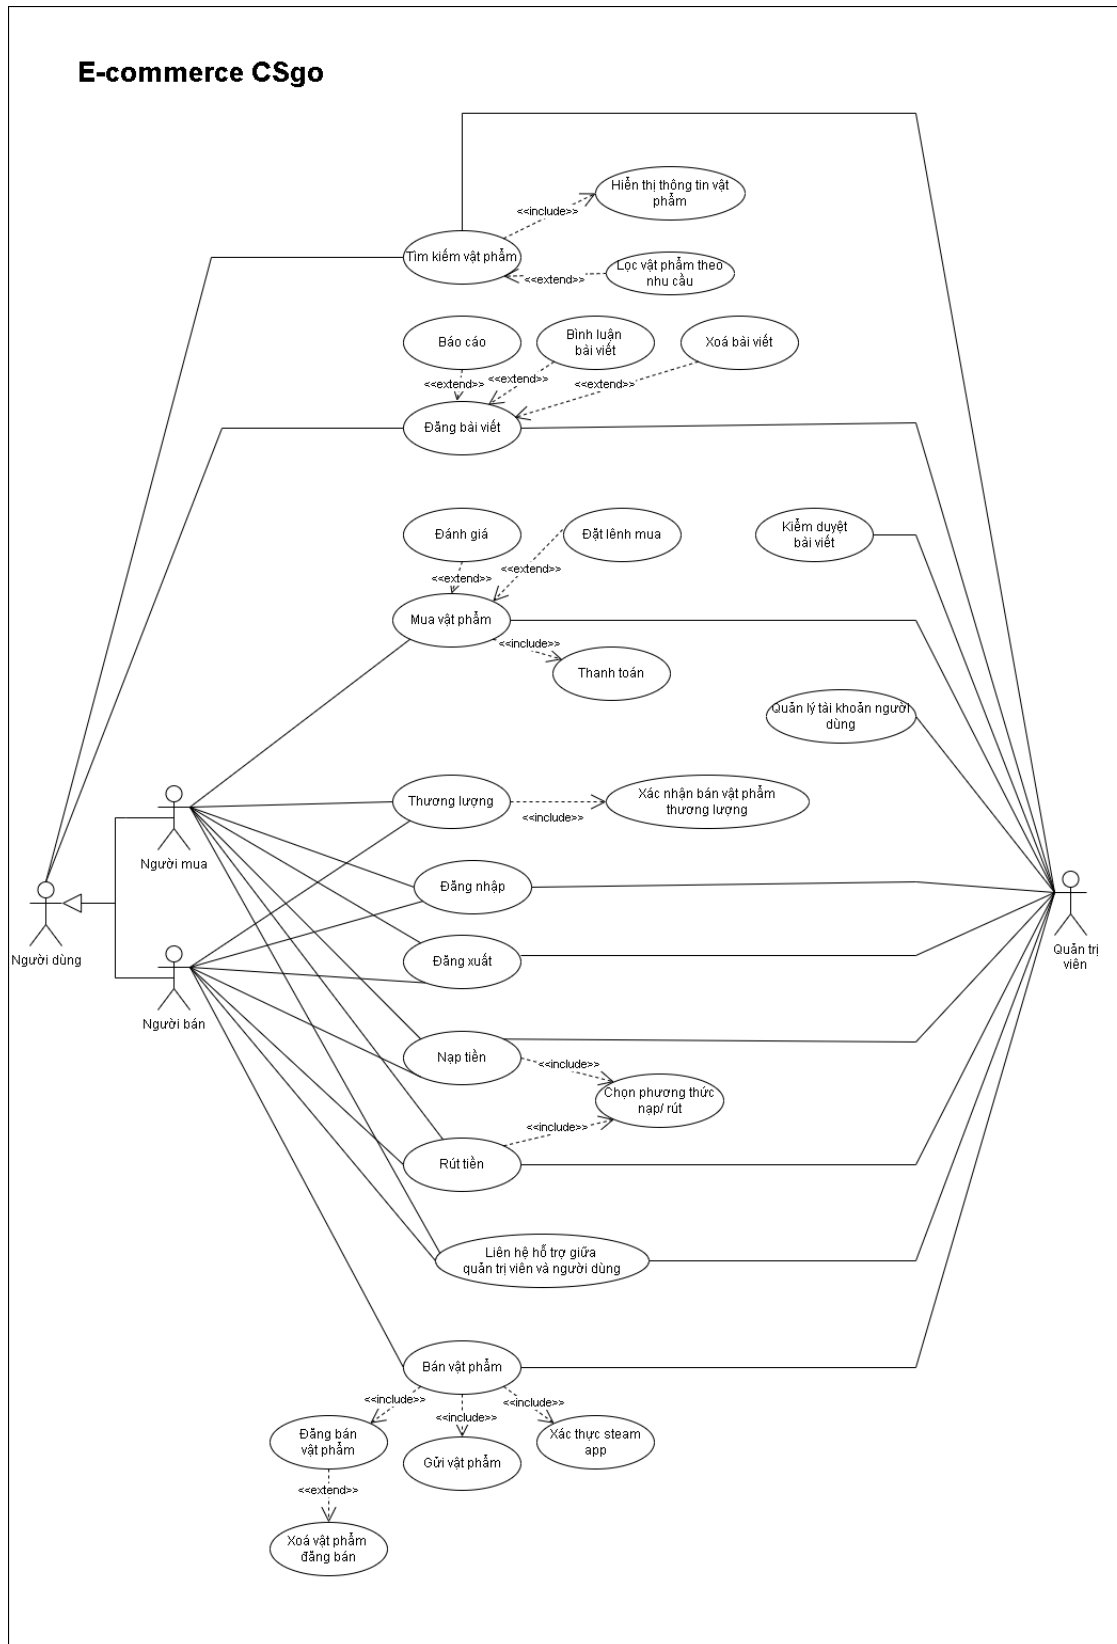 E-commerce CSgo
Hiển thị thông tin vật
phẩm
<<include>>
Tìm kiếm vật phẩm
Lọc vật phẩm theo
nhu cầu
<<extend>>
Báo cáo
Bình luận
bài viết
Xoá bài viết
<<extend>>
<<extend>>
<<extend>>
Đăng bài viết
Đánh giá
Đặt lênh mua
Kiểm duyệt
bài viết
<<extend>>
<<extend>>
Mua vật phẩm
<<include>>
Thanh toán
Quản lý tài khoản người
dùng
Thương lượng
<<include>>
Xác nhận bán vật phẩm
thương lượng
Người mua
Đăng nhập
Người dùng
Quản trị
viên
Đăng xuất
Người bán
Nạp tiền
<<include>>
Chọn phương thức
nạp/ rút
<<include>>
Rút tiền
Liên hệ hỗ trợ giữa
quản trị viên và người dùng
Bán vật phẩm
<<include>>
<<include>>
<<include>>
Đăng bán
vật phẩm
Gửi vật phẩm
Xác thực steam
app
<<extend>>
Xoá vật phẩm
đăng bán